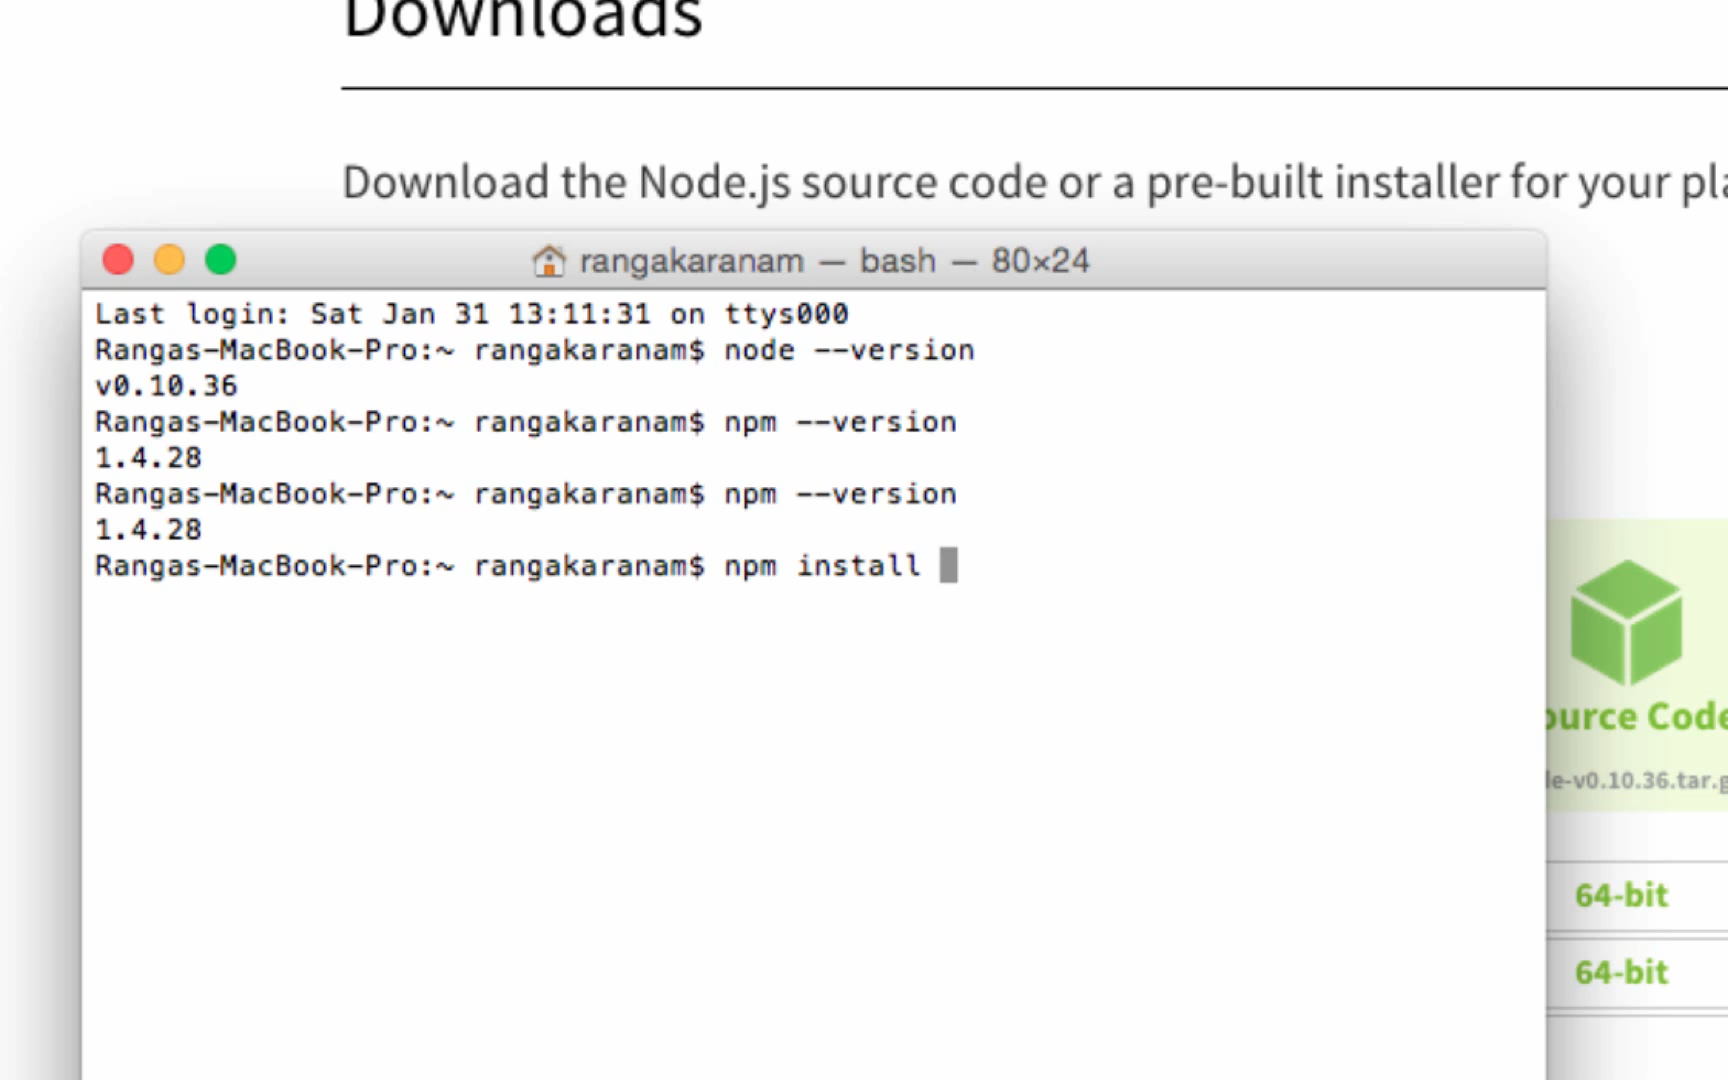 Downloads
Download the Node.js source code or a pre-built installer for your
rangakaranam — bash — 80×24
Last login: Sat Jan 31 13:11:31 on ttys000
Rangas-MacBook-Pro:~ rangakaranam$ node --version
v0.10.36
Rangas-MacBook-Pro:~ rangakaranam$ npm --version
1.4.28
Rangas-MacBook-Pro:~ rangakaranam$ npm --version
1.4.28
Rangas-MacBook-Pro:~ rangakaranam$ npm install
ource Code
de-v0.10.36.tar.g
64-bit
64-bit